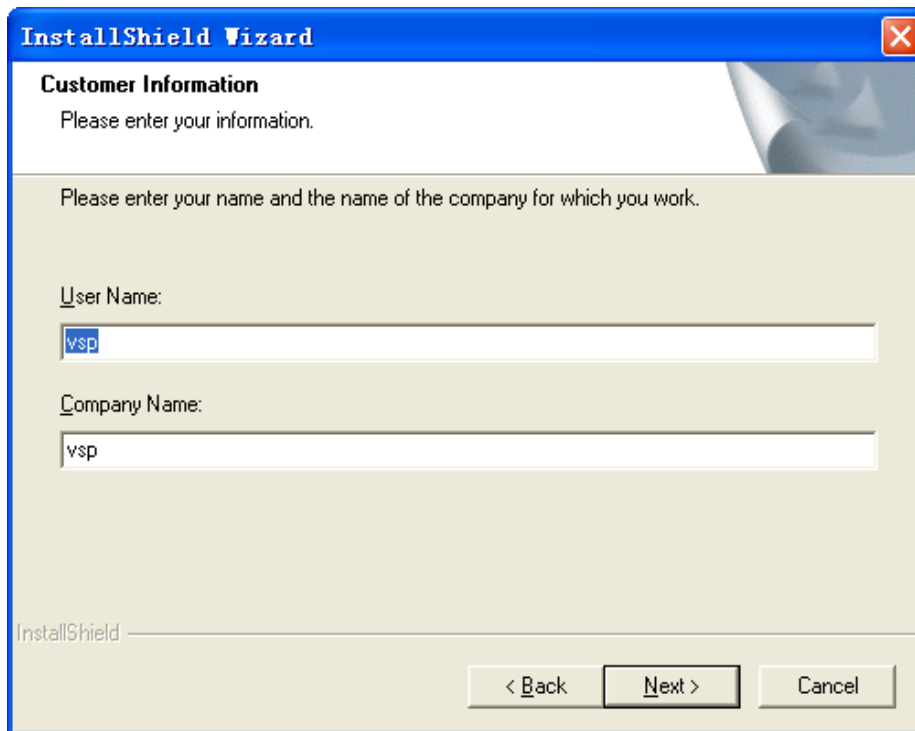 InstallShield Wizard
Customer Information
Please enter your information.
Please enter your name and the name of the company for which you work.
User Name:
vsp
Company Name:
vsp
InstallShield
< Back Next > Cancel